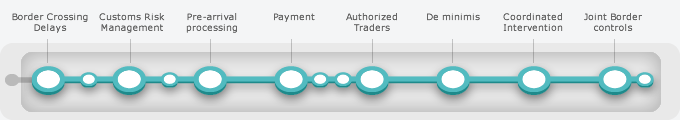 Border Crossing
Delays
Customs Risk
Management
Pre-arrival
processing
Payment
Authorized
Traders
De minimis
Coordinated
Intervention
Joint Border
controls